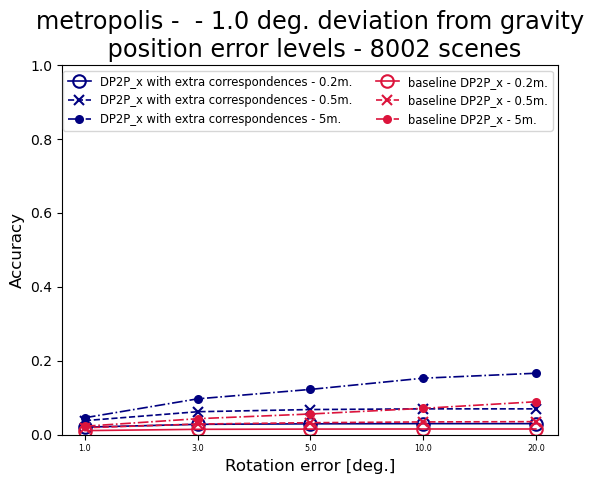 metropolis -  - 1.0 deg. deviation from gravity
position error levels - 8002 scenes
DP2P_x with extra correspondences - 0.2m.
DP2P_x with extra correspondences - 0.5m.
DP2P_x with extra correspondences - 5m.
baseline DP2P_x - 0.2m.
baseline DP2P_x - 0.5m.
baseline DP2P_x - 5m.
1.0
0.8
0.6
0.4
0.2
0.0
Accuracy
1.0 3.0 5.0 10.0 20.0
Rotation error [deg.]